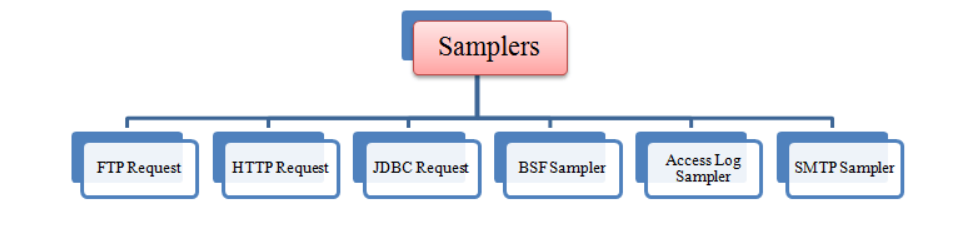 Samplers
FTP Request
HTTP Request
JDBC Request
BSF Sampler
Access Log
Sampler
SMTP Sampler